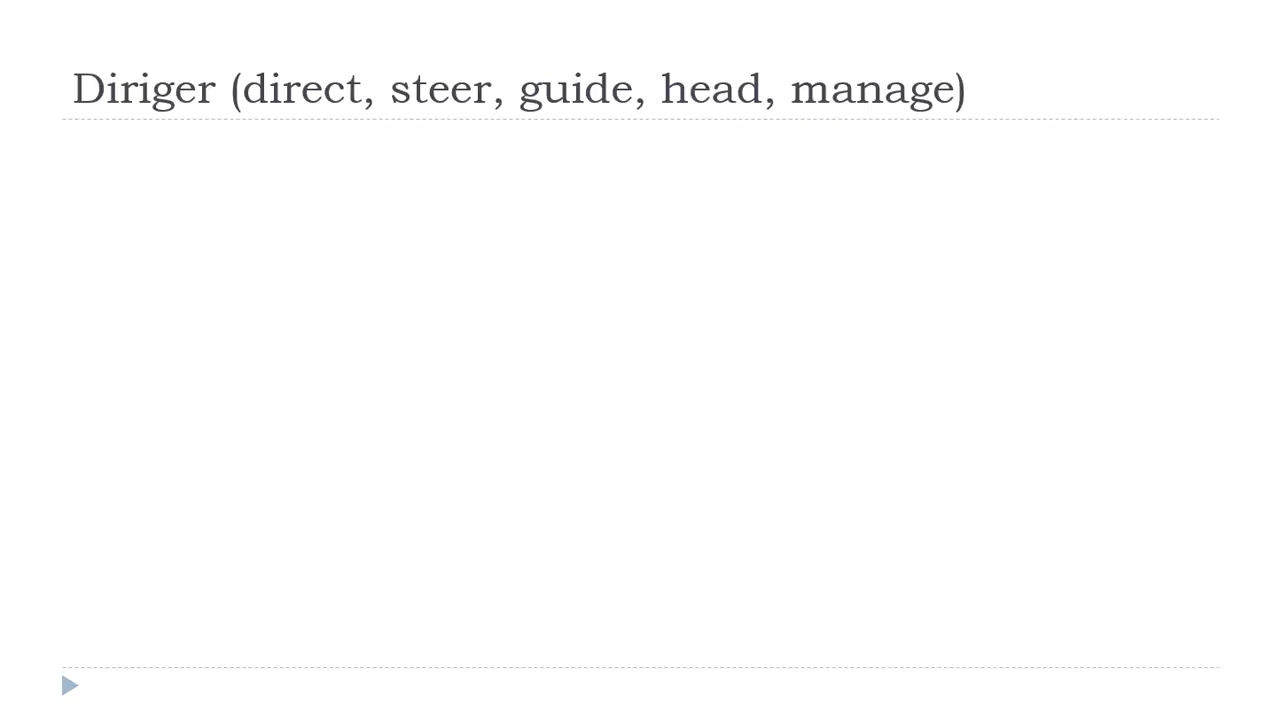 Diriger (direct, steer, guide, head, manage)